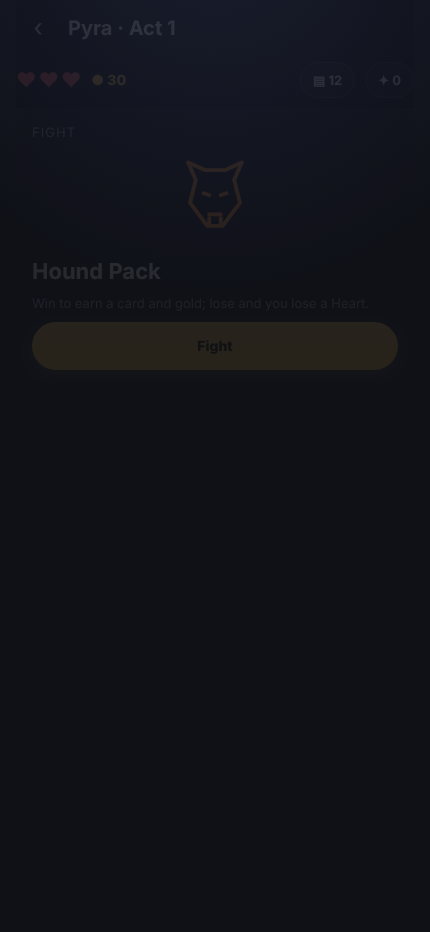 Pyra · Act 1
30
12
0
FIGHT
Hound Pack
Win to earn a card and gold; lose and you lose a Heart.
Fight